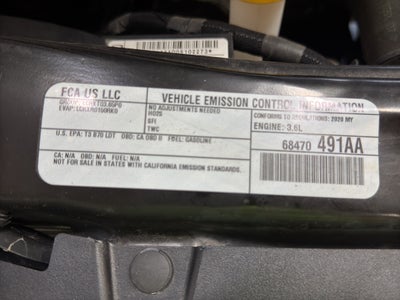 FCA US LLC
VEHICLE EMISSION CONTROL INFORMATION
NO ADJUSTMENTS NEEDED
CONFORMS TO REGULATIONS: 2020 MY
HO2S
SFI
TWC
ENGINE: 3.6L
U.S. EPA: T3 B70 LDT OBD: CA OBD II FUEL: GASOLINE
68470 491AA
CA: N/A OBD: N/A FUEL: N/A
NOT FOR SALE IN STATES WITH CALIFORNIA EMISSION STANDARDS.